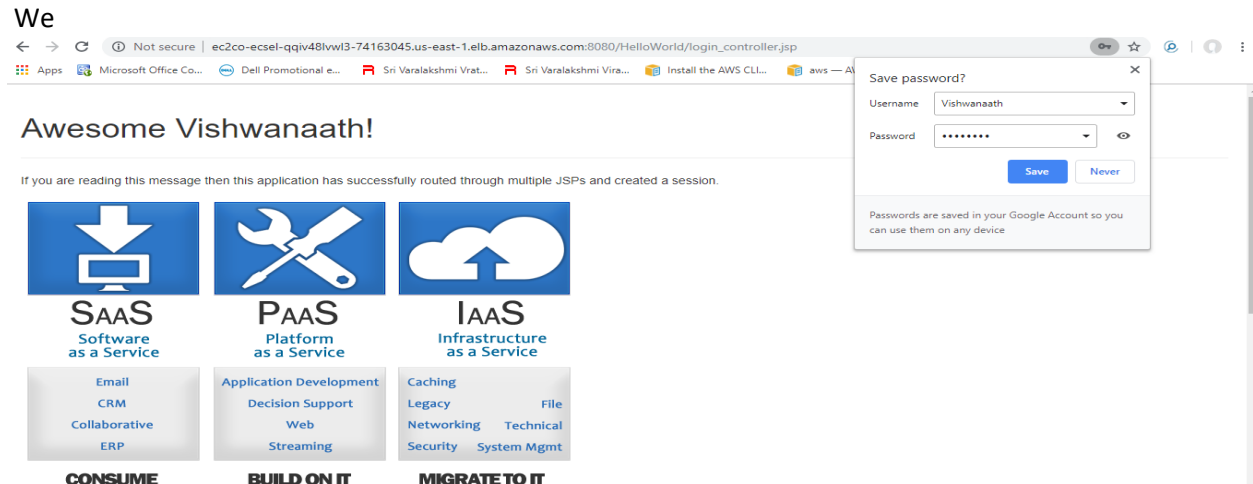 We
Not secure | ec2co-ecsel-qqiv48lvwl3-74163045.us-east-1.elb.amazonaws.com:8080/HelloWorld/login_controller.jsp
Apps Microsoft Office Co... Dell Promotional e... Sri Varalakshmi Vrat... Sri Varalakshmi Vira... Install the AWS CLI... aws — A
Save password?
Username Vishwanaath
Password ••••••••
Save Never
Passwords are saved in your Google Account so you
can use them on any device
Awesome Vishwanaath!
If you are reading this message then this application has successfully routed through multiple JSPs and created a session.
SAAS
Software
as a Service
Email
CRM
Collaborative
ERP
CONSUME
PAAS
Platform
as a Service
Application Development
Decision Support
Web
Streaming
BUILD ON IT
IAAS
Infrastructure
as a Service
Caching
Legacy File
Networking Technical
Security System Mgmt
MIGRATE TO IT